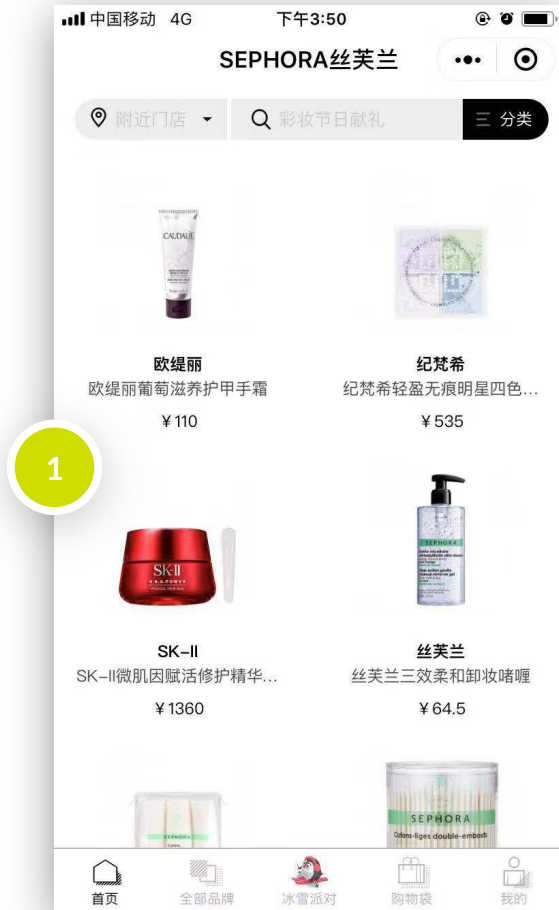 中国移动 4G 下午3:50
SEPHORA丝芙兰
附近门店 彩妆节日献礼 分类
CAUDALIE
欧缇丽
欧缇丽葡萄滋养护甲手霜
¥110
纪梵希
纪梵希轻盈无痕明星四色...
¥535
1
SK-II
R.N.A.POWER
SEPHORA
SK–II
SK–II微肌因赋活修护精华...
¥1360
丝芙兰
丝芙兰三效柔和卸妆啫喱
¥64.5
SEPHORA
SEPHORA
Cotons-tiges double-embouts
首页 全部品牌 冰雪派对 购物袋 我的